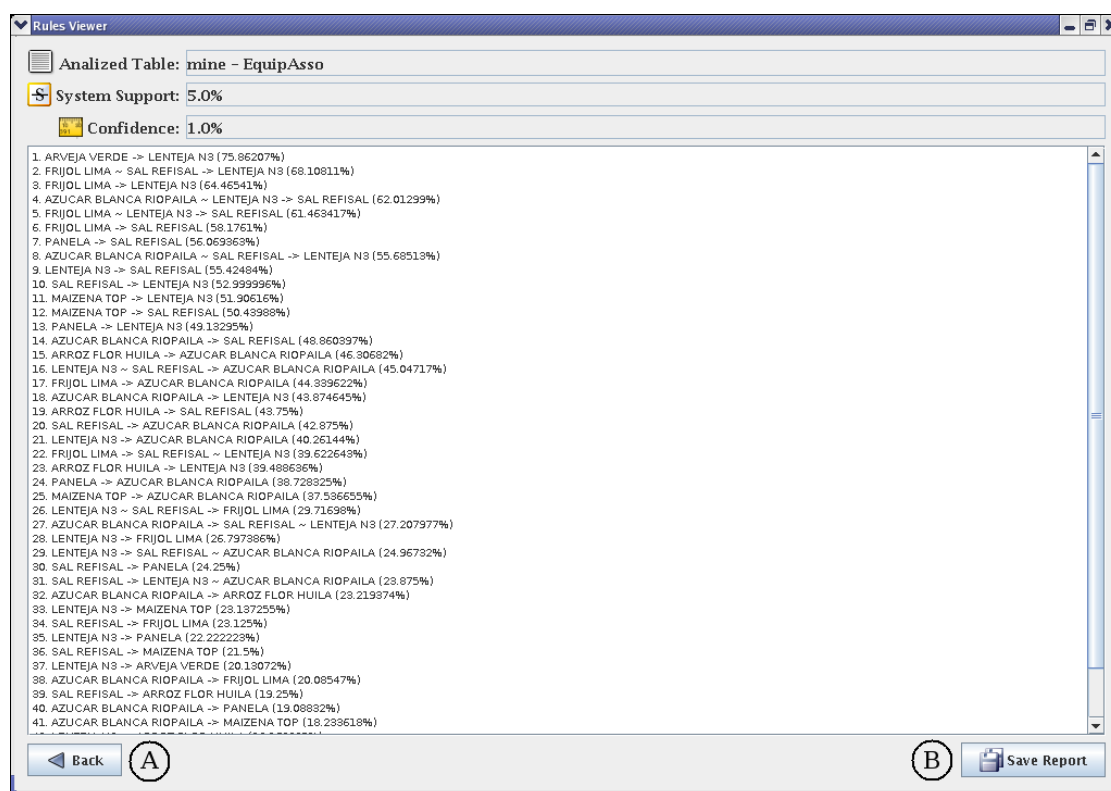 Rules Viewer
Analized Table: mine - EquipAsso
System Support: 5.0%
Confidence: 1.0%
1. ARVEJA VERDE -> LENTEJA N3 (75.86207%)
2. FRIJOL LIMA ~ SAL REFISAL -> LENTEJA N3 (68.10811%)
3. FRIJOL LIMA -> LENTEJA N3 (64.46541%)
4. AZUCAR BLANCA RIOPAILA ~ LENTEJA N3 -> SAL REFISAL (62.01299%)
5. FRIJOL LIMA ~ LENTEJA N3 -> SAL REFISAL (61.463417%)
6. FRIJOL LIMA -> SAL REFISAL (58.1761%)
7. PANELA -> SAL REFISAL (56.069363%)
8. AZUCAR BLANCA RIOPAILA ~ SAL REFISAL -> LENTEJA N3 (55.68513%)
9. LENTEJA N3 -> SAL REFISAL (55.42484%)
10. SAL REFISAL -> LENTEJA N3 (52.999996%)
11. MAIZENA TOP -> LENTEJA N3 (51.90616%)
12. MAIZENA TOP -> SAL REFISAL (50.43988%)
13. PANELA -> LENTEJA N3 (49.13295%)
14. AZUCAR BLANCA RIOPAILA -> SAL REFISAL (48.860397%)
15. ARROZ FLOR HUILA -> AZUCAR BLANCA RIOPAILA (46.30682%)
16. LENTEJA N3 ~ SAL REFISAL -> AZUCAR BLANCA RIOPAILA (45.04717%)
17. FRIJOL LIMA -> AZUCAR BLANCA RIOPAILA (44.339622%)
18. AZUCAR BLANCA RIOPAILA -> LENTEJA N3 (43.874645%)
19. ARROZ FLOR HUILA -> SAL REFISAL (43.75%)
20. SAL REFISAL -> AZUCAR BLANCA RIOPAILA (42.875%)
21. LENTEJA N3 -> AZUCAR BLANCA RIOPAILA (40.26144%)
22. FRIJOL LIMA -> SAL REFISAL ~ LENTEJA N3 (39.622643%)
23. ARROZ FLOR HUILA -> LENTEJA N3 (39.488636%)
24. PANELA -> AZUCAR BLANCA RIOPAILA (38.728325%)
25. MAIZENA TOP -> AZUCAR BLANCA RIOPAILA (37.536655%)
26. LENTEJA N3 ~ SAL REFISAL -> FRIJOL LIMA (29.71698%)
27. AZUCAR BLANCA RIOPAILA -> SAL REFISAL ~ LENTEJA N3 (27.207977%)
28. LENTEJA N3 -> FRIJOL LIMA (26.797386%)
29. LENTEJA N3 -> SAL REFISAL ~ AZUCAR BLANCA RIOPAILA (24.96732%)
30. SAL REFISAL -> PANELA (24.25%)
31. SAL REFISAL -> LENTEJA N3 ~ AZUCAR BLANCA RIOPAILA (23.875%)
32. AZUCAR BLANCA RIOPAILA -> ARROZ FLOR HUILA (23.219374%)
33. LENTEJA N3 -> MAIZENA TOP (23.137255%)
34. SAL REFISAL -> FRIJOL LIMA (23.125%)
35. LENTEJA N3 -> PANELA (22.222223%)
36. SAL REFISAL -> MAIZENA TOP (21.5%)
37. LENTEJA N3 -> ARVEJA VERDE (20.13072%)
38. AZUCAR BLANCA RIOPAILA -> FRIJOL LIMA (20.08547%)
39. SAL REFISAL -> ARROZ FLOR HUILA (19.25%)
40. AZUCAR BLANCA RIOPAILA -> PANELA (19.08832%)
41. AZUCAR BLANCA RIOPAILA -> MAIZENA TOP (18.233618%)
Back A B Save Report